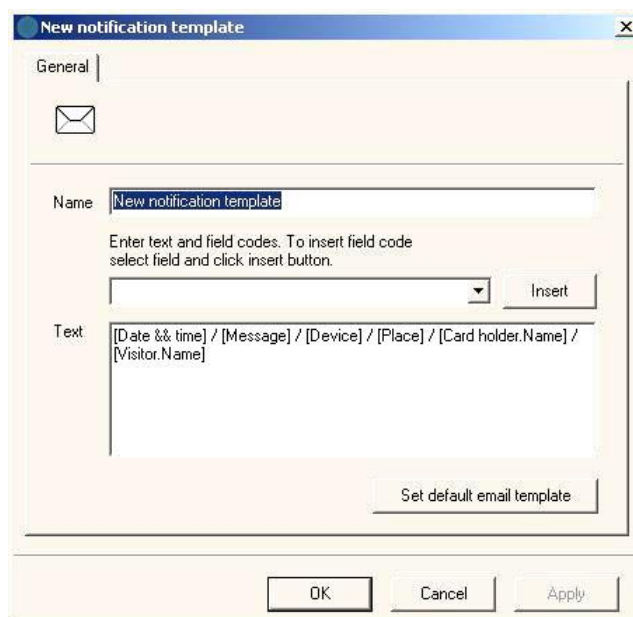 New notification template
General
Name
New notification template
Enter text and field codes. To insert field code
select field and click insert button.
Insert
Text
[Date && time] / [Message] / [Device] / [Place] / [Card holder.Name] /
[Visitor.Name]
Set default email template
OK
Cancel
Apply